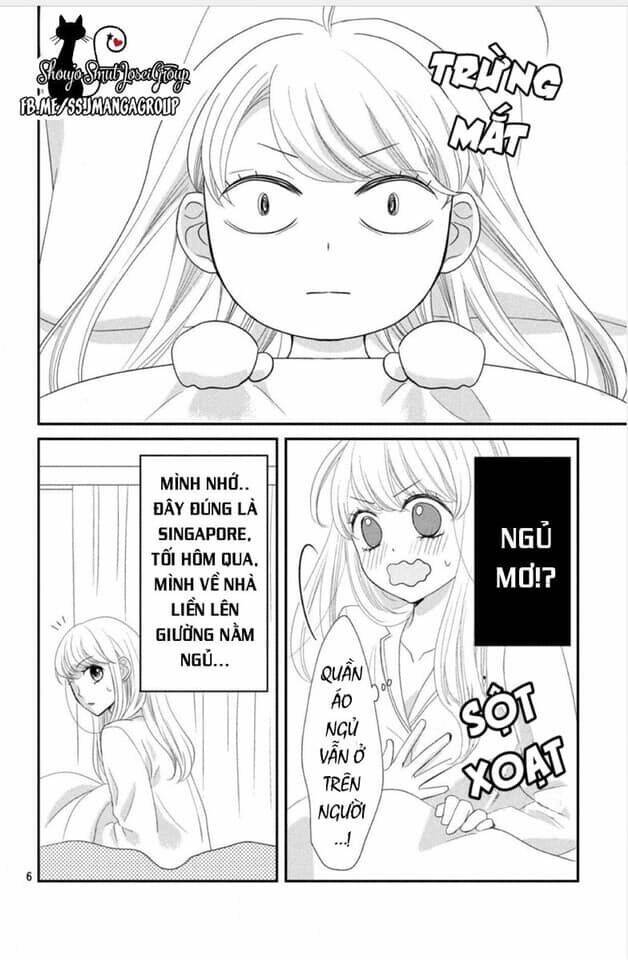 Shoujo Smut Josei Group
FB.ME/SSJMANGAGROUP
TRỪNG
MẮT
NGỦ
MƠ!?
QUẦN
ÁO
NGỦ
VẪN Ở
TRÊN
NGƯỜI
...!
SỘT
XOẠT
MÌNH NHỚ..
ĐÂY ĐÚNG LÀ
SINGAPORE,
TỐI HÔM QUA,
MÌNH VỀ NHÀ
LIỀN LÊN
GIƯỜNG NẰM
NGỦ...
6